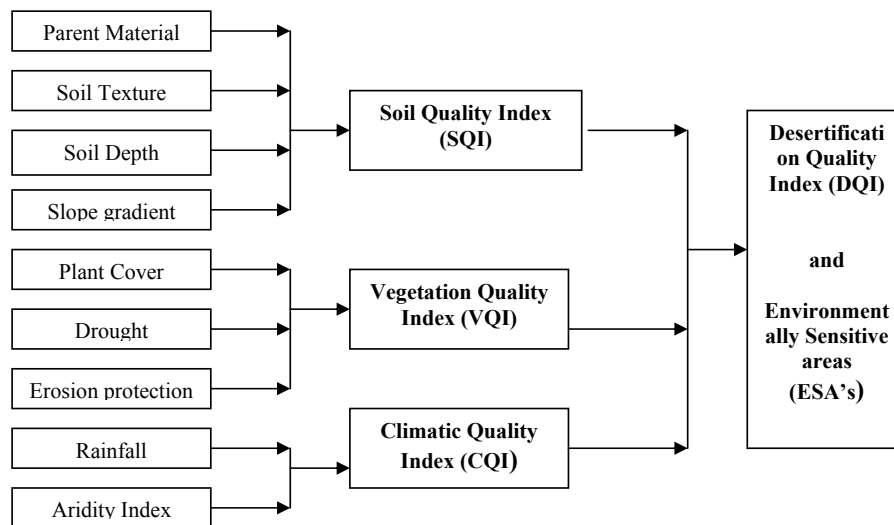 Parent Material
Soil Texture
Soil Depth
Slope gradient
Plant Cover
Drought
Erosion protection
Rainfall
Aridity Index
Soil Quality Index
(SQI)
Vegetation Quality
Index (VQI)
Climatic Quality
Index (CQI)
Desertificati
on Quality
Index (DQI)
and
Environment
ally Sensitive
areas
(ESA's)